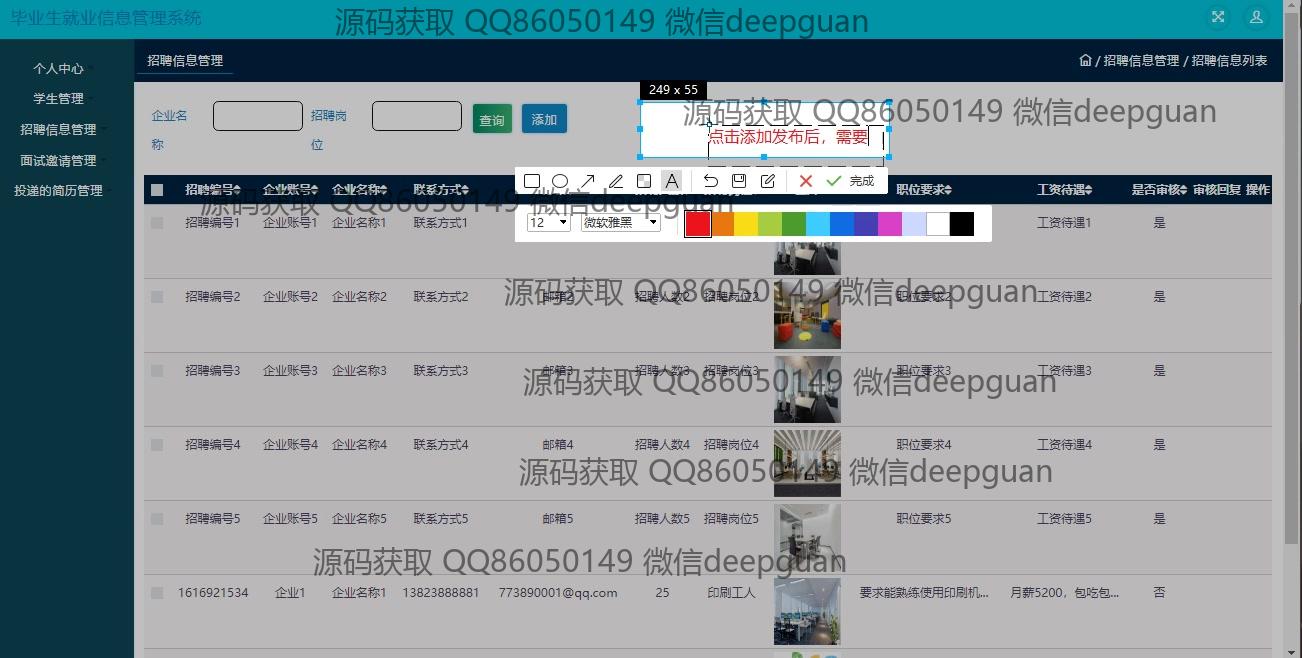 毕业生就业信息管理系统
源码获取 QQ86050149 微信deepguan
个人中心
学生管理
招聘信息管理
面试邀请管理
投递的简历管理
招聘信息管理
/ 招聘信息管理 / 招聘信息列表
企业名称
招聘岗位
查询
添加
249 x 55
源码获取 QQ86050149 微信deepguan
点击添加发布后，需要
A
完成
12
微软雅黑
招聘编号 企业账号 企业名称 联系方式 职位要求 工资待遇 是否审核 审核回复 操作
源码获取 QQ86050149 微信deepguan
招聘编号1 企业账号1 企业名称1 联系方式1 工资待遇1 是
招聘编号2 企业账号2 企业名称2 联系方式2 邮箱2 招聘人数2 招聘岗位2 职位要求2 工资待遇2 是
源码获取 QQ86050149 微信deepguan
招聘编号3 企业账号3 企业名称3 联系方式3 邮箱3 招聘人数3 招聘岗位3 职位要求3 工资待遇3 是
源码获取 QQ86050149 微信deepguan
招聘编号4 企业账号4 企业名称4 联系方式4 邮箱4 招聘人数4 招聘岗位4 职位要求4 工资待遇4 是
源码获取 QQ86050149 微信deepguan
招聘编号5 企业账号5 企业名称5 联系方式5 邮箱5 招聘人数5 招聘岗位5 职位要求5 工资待遇5 是
源码获取 QQ86050149 微信deepguan
1616921534 企业1 企业名称1 13823888881 773890001@qq.com 25 印刷工人 要求能熟练使用印刷机... 月薪5200，包吃包... 否